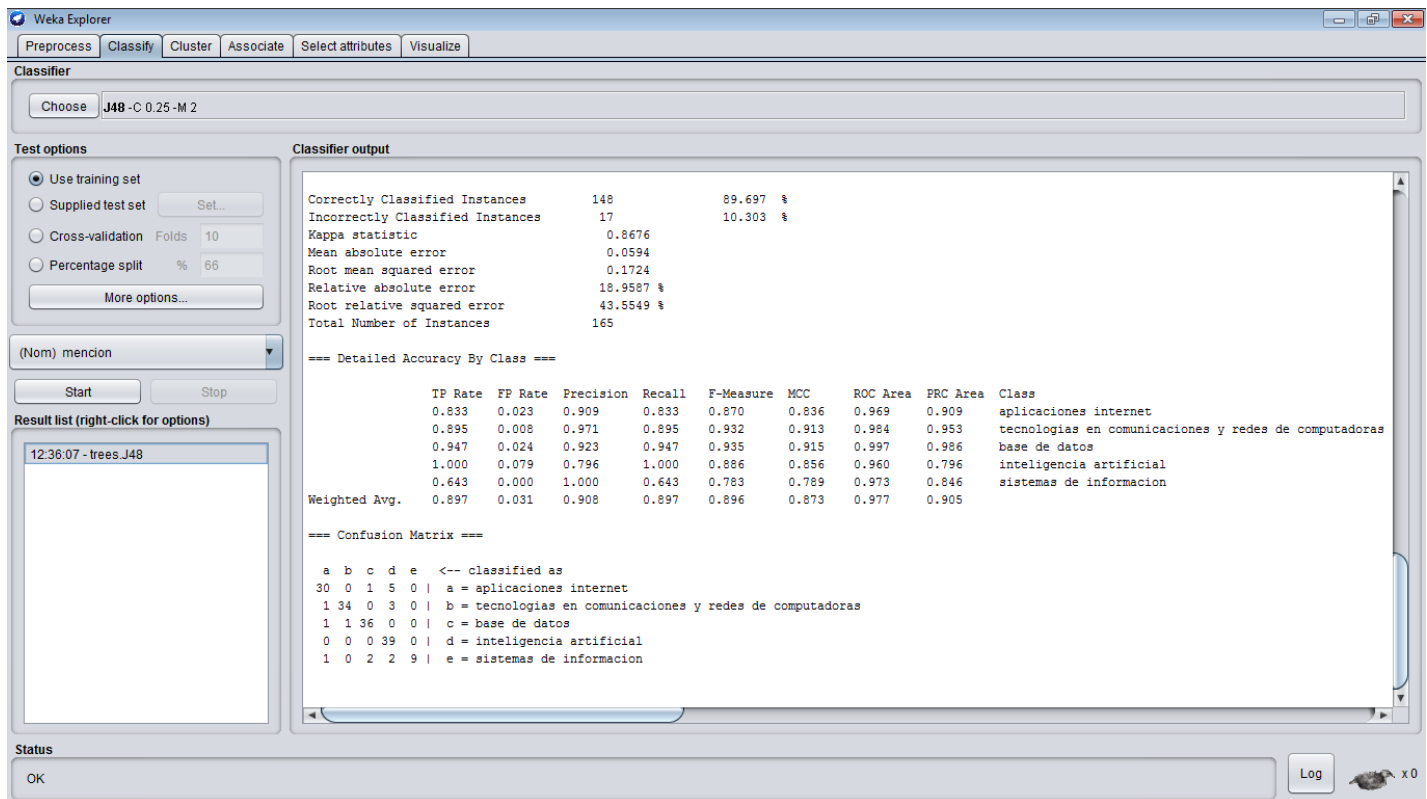 Weka Explorer
Preprocess Classify Cluster Associate Select attributes Visualize
Classifier
Choose J48 -C 0.25 -M 2
Test options
Use training set
Supplied test set Set...
Cross-validation Folds 10
Percentage split % 66
More options...
(Nom) mencion
Start Stop
Result list (right-click for options)
12:36:07 - trees.J48
Classifier output
Correctly Classified Instances 148 89.697 %
Incorrectly Classified Instances 17 10.303 %
Kappa statistic 0.8676
Mean absolute error 0.0594
Root mean squared error 0.1724
Relative absolute error 18.9587 %
Root relative squared error 43.5549 %
Total Number of Instances 165
=== Detailed Accuracy By Class ===
TP Rate FP Rate Precision Recall F-Measure MCC ROC Area PRC Area Class
0.833 0.023 0.909 0.833 0.870 0.836 0.969 0.909 aplicaciones internet
0.895 0.008 0.971 0.895 0.932 0.913 0.984 0.953 tecnologias en comunicaciones y redes de computadoras
0.947 0.024 0.923 0.947 0.935 0.915 0.997 0.986 base de datos
1.000 0.079 0.796 1.000 0.886 0.856 0.960 0.796 inteligencia artificial
0.643 0.000 1.000 0.643 0.783 0.789 0.973 0.846 sistemas de informacion
Weighted Avg. 0.897 0.031 0.908 0.897 0.896 0.873 0.977 0.905
=== Confusion Matrix ===
a b c d e <-- classified as
30 0 1 5 0 | a = aplicaciones internet
1 34 0 3 0 | b = tecnologias en comunicaciones y redes de computadoras
1 1 36 0 0 | c = base de datos
0 0 0 39 0 | d = inteligencia artificial
1 0 2 2 9 | e = sistemas de informacion
Status
OK
Log x 0